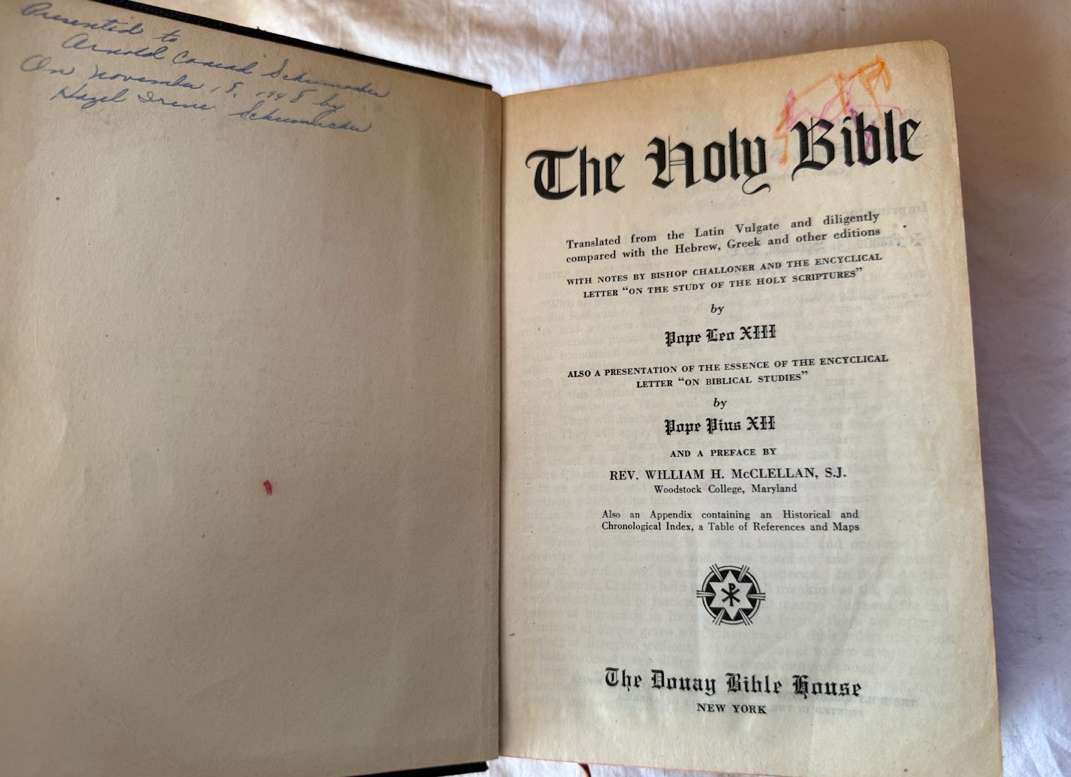 Presented to
Arnold Conrad Schumacher
On November 18, 1948 by
Hazel Irene Schumacher
The Holy Bible
Translated from the Latin Vulgate and diligently
compared with the Hebrew, Greek and other editions
WITH NOTES BY BISHOP CHALLONER AND THE ENCYCLICAL
LETTER "ON THE STUDY OF THE HOLY SCRIPTURES"
by
Pope Leo XIII
ALSO A PRESENTATION OF THE ESSENCE OF THE ENCYCLICAL
LETTER "ON BIBLICAL STUDIES"
by
Pope Pius XII
AND A PREFACE BY
REV. WILLIAM H. McCLELLAN, S.J.
Woodstock College, Maryland
Also an Appendix containing an Historical and
Chronological Index, a Table of References and Maps
The Douay Bible House
NEW YORK